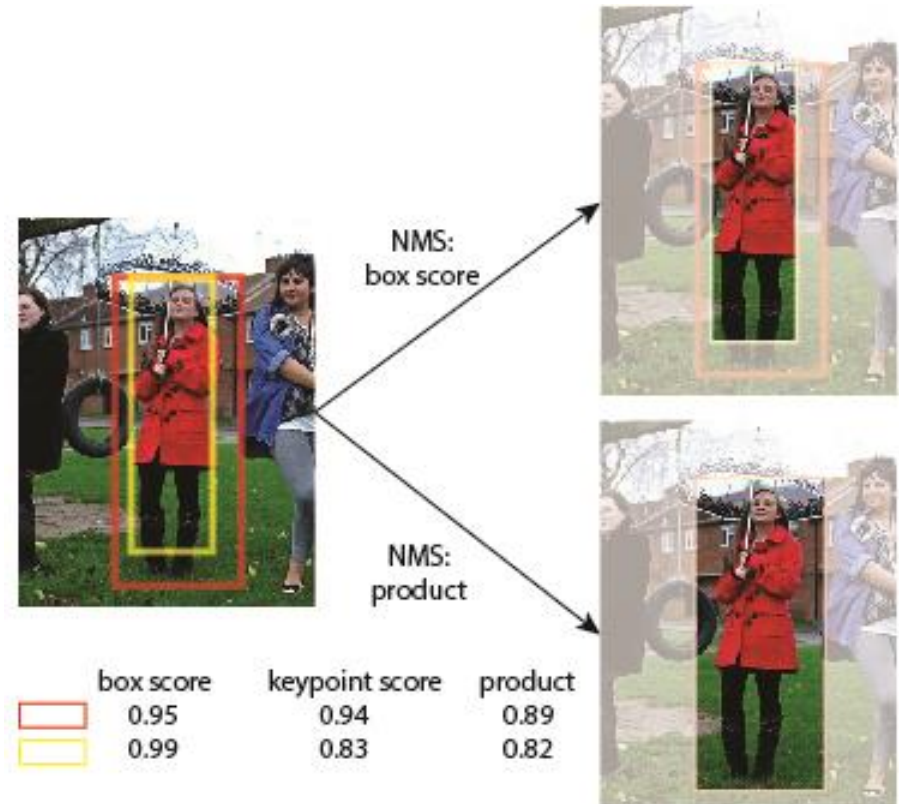 NMS:
box score
NMS:
product
box score keypoint score product
0.95 0.94 0.89
0.99 0.83 0.82